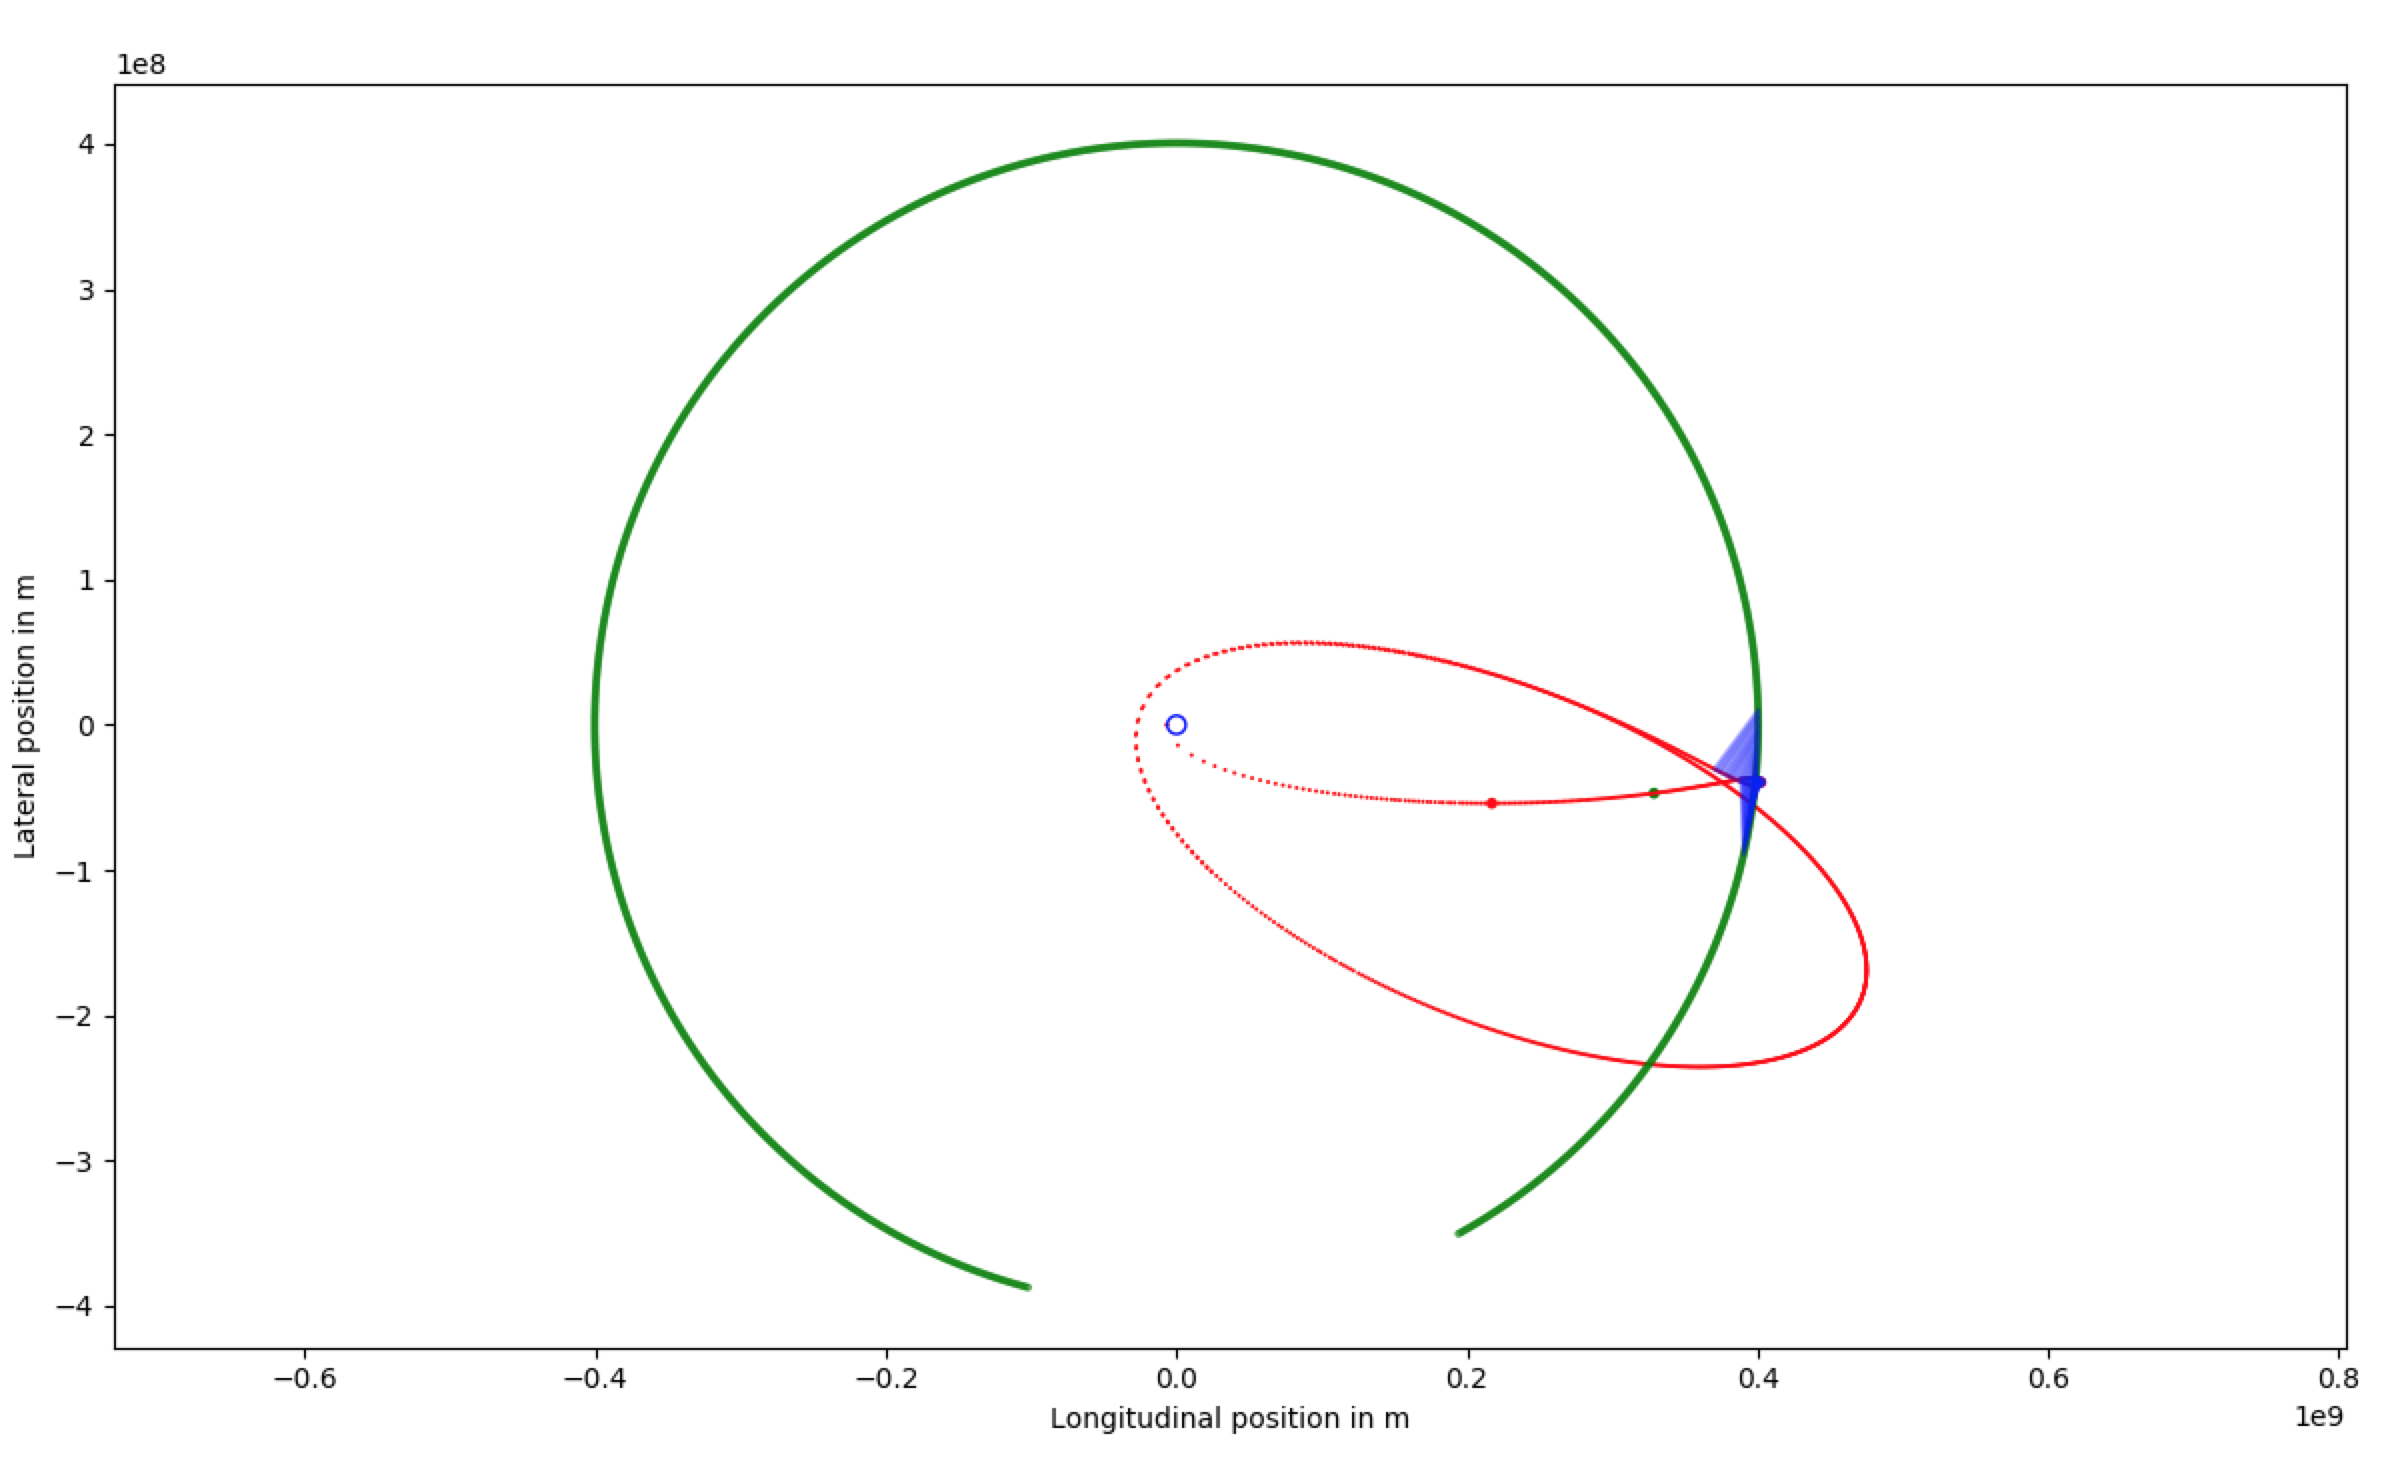 1e8
4
3
2
1
0
−1
−2
−3
−4
Lateral position in m
−0.6 −0.4 −0.2 0.0 0.2 0.4 0.6 0.8
Longitudinal position in m
1e9